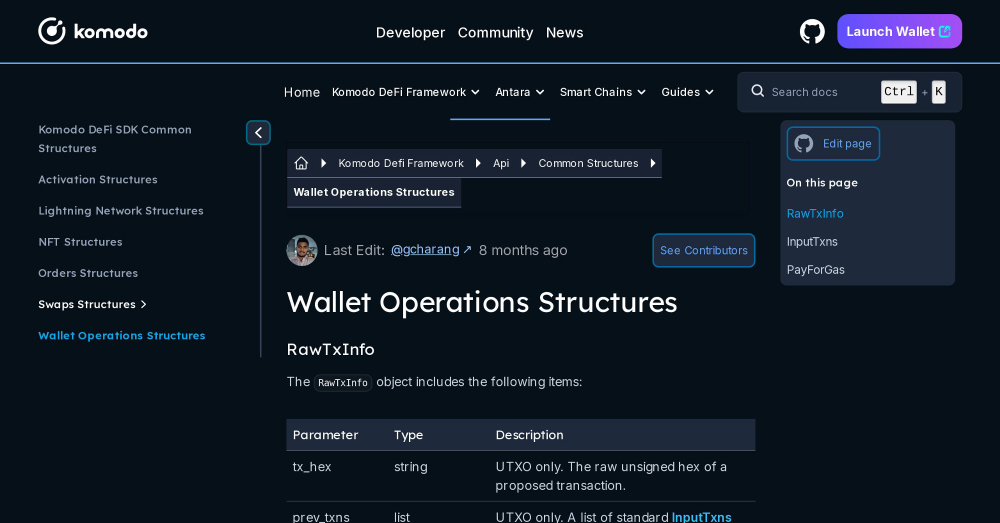 komodo
Developer Community News
Launch Wallet
Home Komodo DeFi Framework Antara Smart Chains Guides
Search docs Ctrl + K
Komodo DeFi SDK Common
Structures
Activation Structures
Lightning Network Structures
NFT Structures
Orders Structures
Swaps Structures
Wallet Operations Structures
Komodo Defi Framework Api Common Structures
Wallet Operations Structures
Last Edit: @gcharang ↗ 8 months ago
See Contributors
Wallet Operations Structures
RawTxInfo
The RawTxInfo object includes the following items:
Parameter Type Description
tx_hex string UTXO only. The raw unsigned hex of a
proposed transaction.
prev_txns list UTXO only. A list of standard InputTxns
Edit page
On this page
RawTxInfo
InputTxns
PayForGas